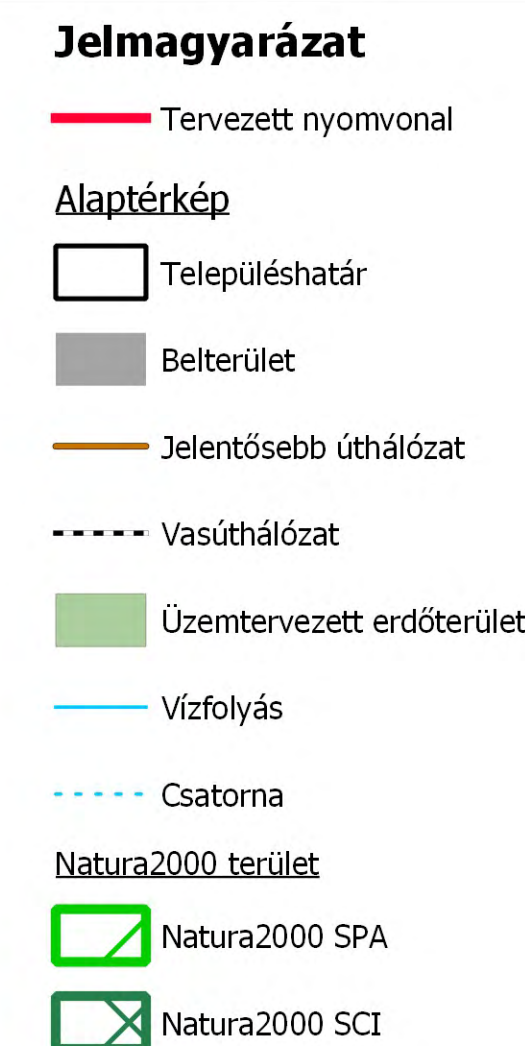 Jelmagyarázat
Tervezett nyomvonal
Alaptérkép
Településhatár
Belterület
Jelentősebb úthálózat
Vasúthálózat
Üzemtervezett erdőterület
Vízfolyás
Csatorna
Natura2000 terület
Natura2000 SPA
Natura2000 SCI